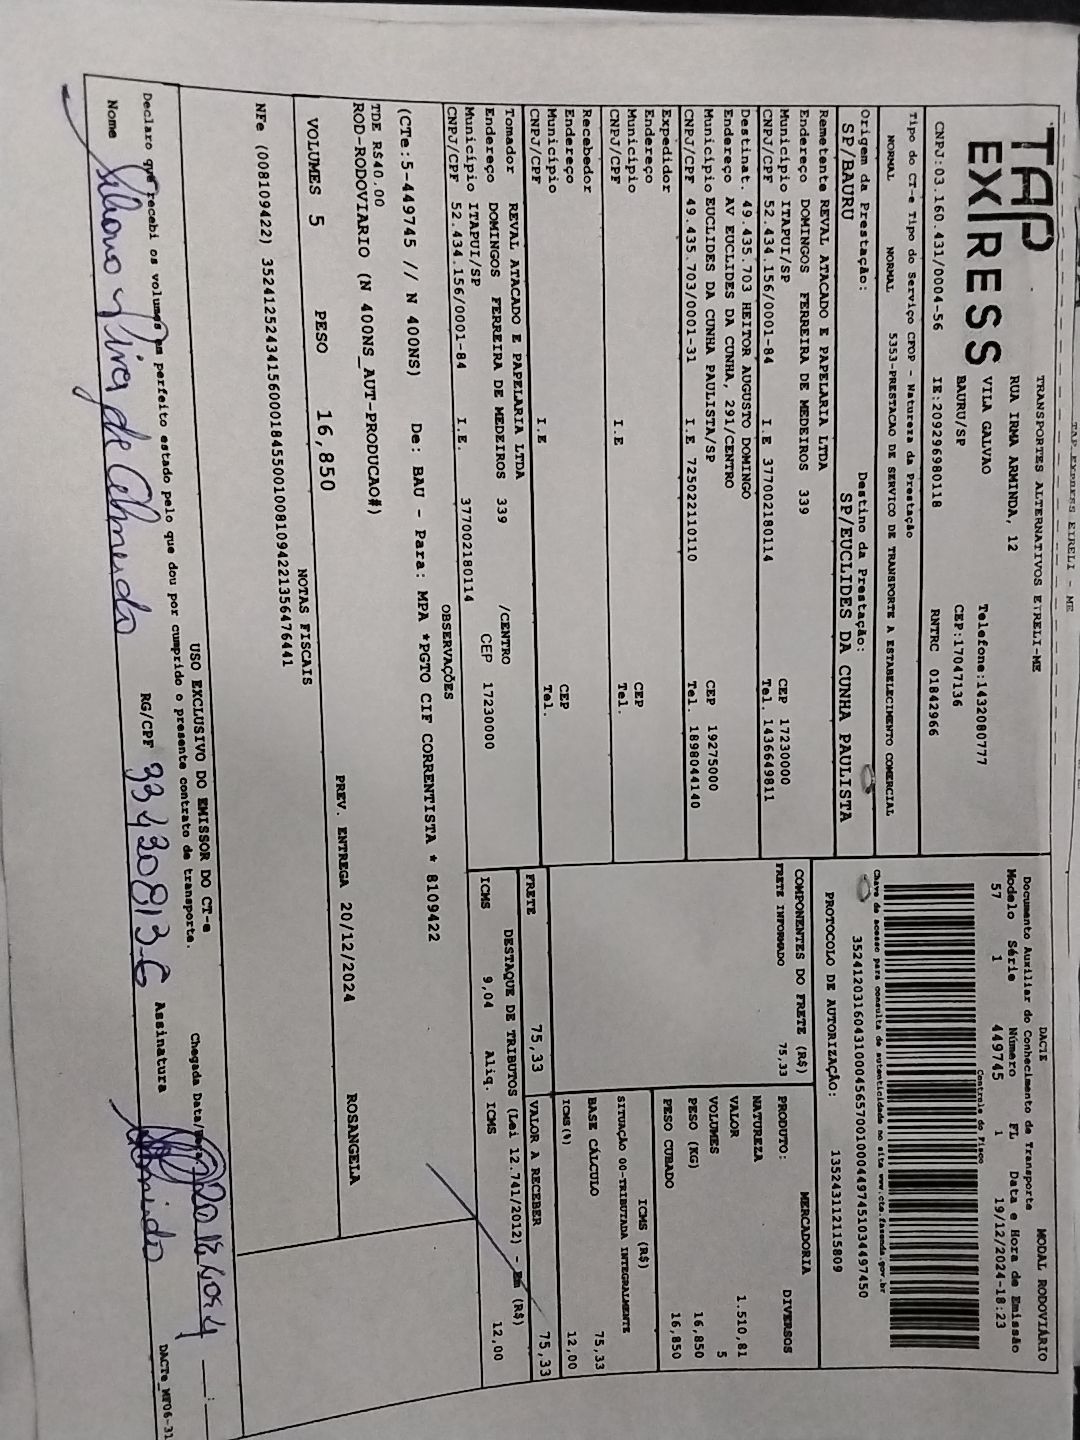 TAP EXPRESS EIRELI - ME
TAP
EXPRESS
TRANSPORTES ALTERNATIVOS EIRELI-ME
RUA IRMA ARMINDA, 12
VILA GALVAO
BAURU/SP
Telefone:1432080777
CEP:17047136
CNPJ:03.160.431/0004-56 IE:209296980118 RNTRC 01842966
Tipo do CT-e Tipo do Serviço CFOP - Natureza da Prestação
NORMAL NORMAL 5353-PRESTACAO DE SERVICO DE TRANSPORTE A ESTABELECIMENTO COMERCIAL
Origem da Prestação: Destino da Prestação:
SP/BAURU SP/EUCLIDES DA CUNHA PAULISTA
Remetente REVAL ATACADO E PAPELARIA LTDA
Endereço DOMINGOS FERREIRA DE MEDEIROS 339
Município ITAPUI/SP CEP 17230000
CNPJ/CPF 52.434.156/0001-84 I.E 377002180114 Tel. 1436649811
Destinat. 49.435.703 HEITOR AUGUSTO DOMINGO
Endereço AV EUCLIDES DA CUNHA, 291/CENTRO
Município EUCLIDES DA CUNHA PAULISTA/SP CEP 19275000
CNPJ/CPF 49.435.703/0001-31 I.E 725022110110 Tel. 1898044140
Expedidor
Endereço
Município CEP
CNPJ/CPF I.E Tel.
Recebedor
Endereço
Município CEP
CNPJ/CPF I.E Tel.
Tomador REVAL ATACADO E PAPELARIA LTDA
Endereço DOMINGOS FERREIRA DE MEDEIROS 339 /CENTRO
Município ITAPUI/SP CEP 17230000
CNPJ/CPF 52.434.156/0001-84 I.E. 377002180114
DACTE MODAL RODOVIÁRIO
Documento Auxiliar do Conhecimento de Transporte
Modelo Série Número FL Data e Hora de Emissão
57 1 449745 1 19/12/2024-18:23
Controle do Fisco
Chave de acesso para consulta de autenticidade no site www.cte.fazenda.gov.br
35241203160431000456570010004497451034497450
PROTOCOLO DE AUTORIZAÇÃO: 135243112115809
COMPONENTES DO FRETE (R$)
FRETE INFORMADO 75,33
MERCADORIA
PRODUTO: DIVERSOS
NATUREZA
VALOR 1.510,81
VOLUMES 5
PESO (KG) 16,850
PESO CUBADO 16,850
ICMS (R$)
SITUAÇÃO 00-TRIBUTADA INTEGRALMENTE
BASE CÁLCULO 75,33
ICMS(%) 12,00
FRETE 75,33 VALOR A RECEBER 75,33
DESTAQUE DE TRIBUTOS (Lei 12.741/2012) - Em (R$)
ICMS 9,04 Aliq. ICMS 12,00
OBSERVAÇÕES
(CTe:5-449745 // N 400NS) De: BAU - Para: MPA *PGTO CIF CORRENTISTA * 8109422
TDE R$40,00
ROD-RODOVIARIO (N 400NS_AUT-PRODUCAO#)
PREV. ENTREGA 20/12/2024 ROSANGELA
VOLUMES 5 PESO 16,850
NOTAS FISCAIS
NFe (008109422)
USO EXCLUSIVO DO EMISSOR DO CT-e
Declaro que recebi os volumes em perfeito estado pelo que dou por cumprido o presente contrato de transporte.
Chegada
Nome de Almeida RG/CPF Assinatura Almeida